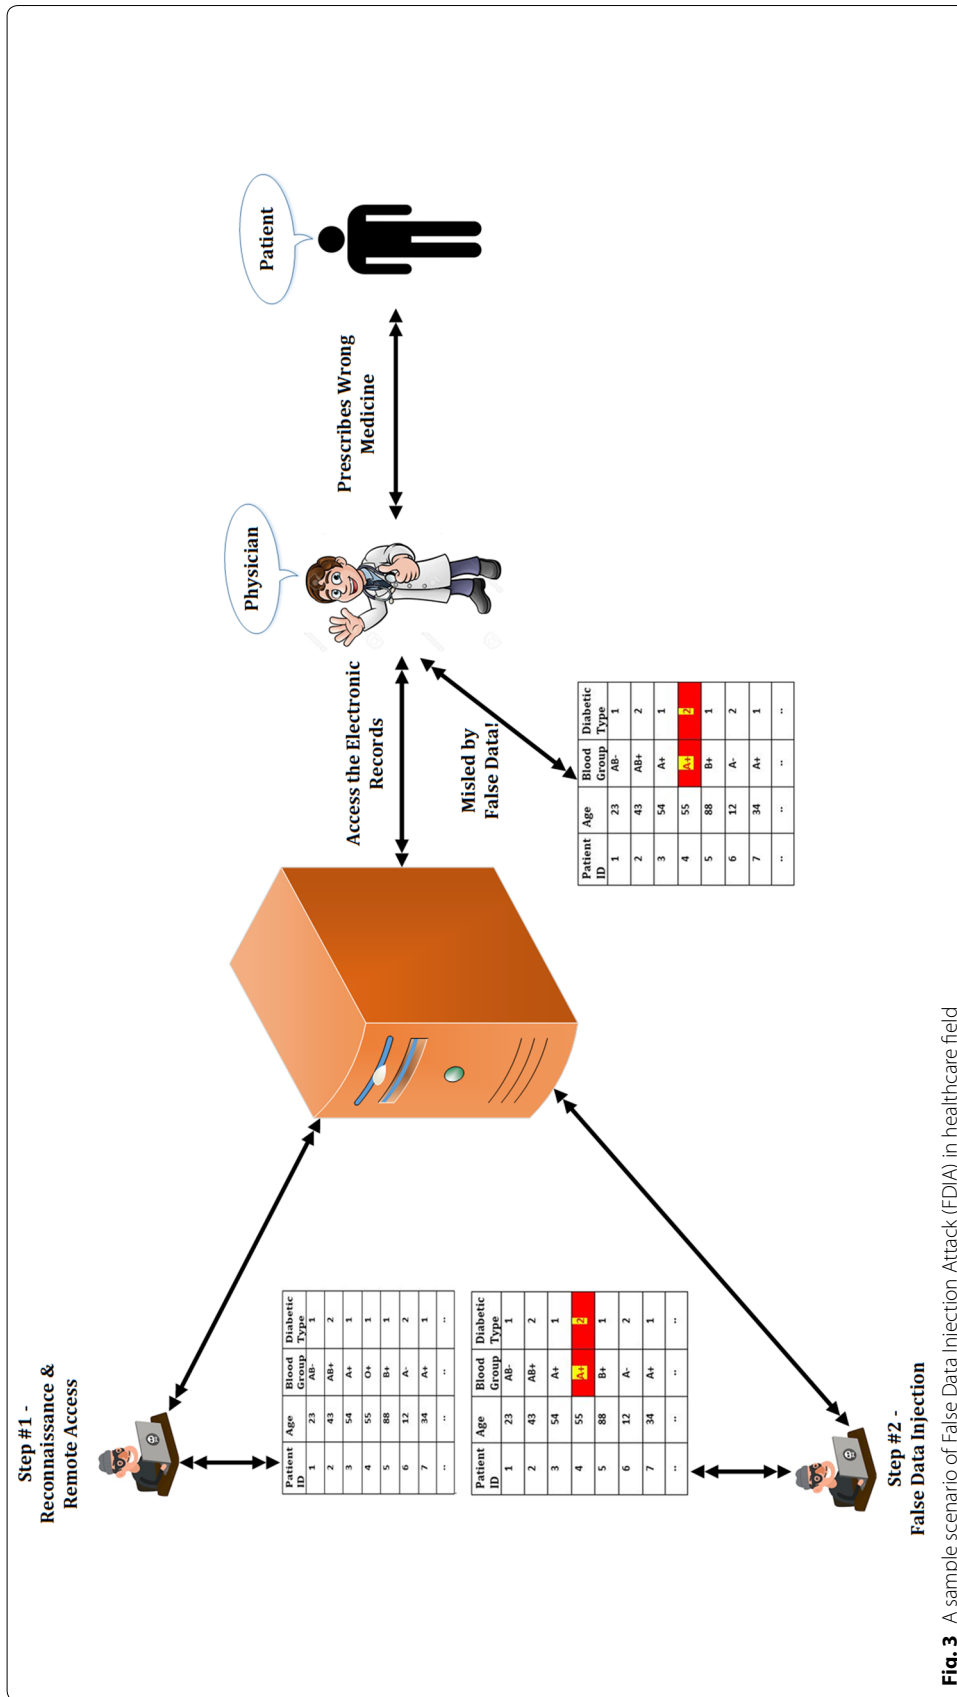 Step #1 -
Reconnaissance &
Remote Access
Patient ID Age Blood Group Diabetic Type
1 23 AB- 1
2 43 AB+ 2
3 54 A+ 1
4 55 O+ 1
5 88 B+ 1
6 12 A- 2
7 34 A+ 1
.. .. .. ..
Patient ID Age Blood Group Diabetic Type
1 23 AB- 1
2 43 AB+ 2
3 54 A+ 1
4 55 A+ 2
5 88 B+ 1
6 12 A- 2
7 34 A+ 1
.. .. .. ..
Step #2 -
False Data Injection
Access the Electronic
Records
Misled by
False Data!
Patient ID Age Blood Group Diabetic Type
1 23 AB- 1
2 43 AB+ 2
3 54 A+ 1
4 55 A+ 2
5 88 B+ 1
6 12 A- 2
7 34 A+ 1
.. .. .. ..
Physician
Prescribes Wrong
Medicine
Patient
Fig. 3 A sample scenario of False Data Injection Attack (FDIA) in healthcare field